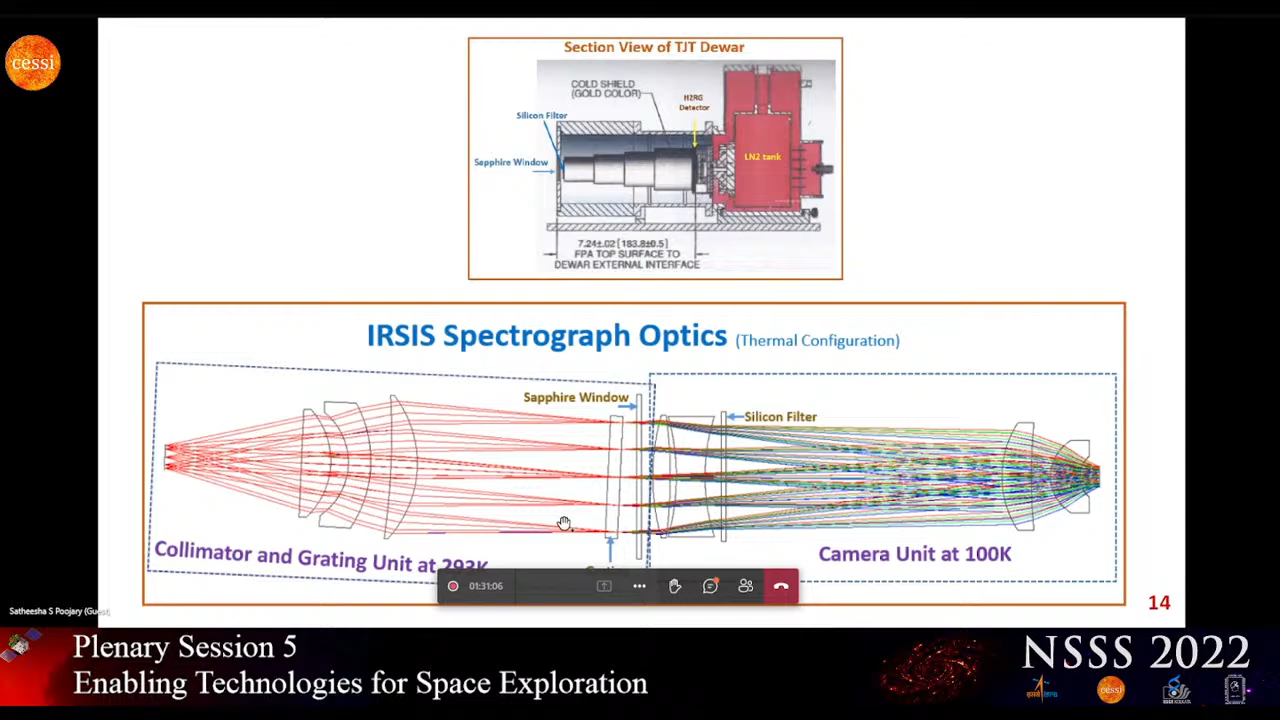 cessi
Section View of TJT Dewar
COLD SHIELD
(GOLD COLOR)
H2RG
Detector
Silicon Filter
Sapphire Window
LN2 tank
7.24±.02 [183.8±0.5]
FPA TOP SURFACE TO
DEWAR EXTERNAL INTERFACE
IRSIS Spectrograph Optics (Thermal Configuration)
Sapphire Window
Silicon Filter
Collimator and Grating Unit at 293K
Camera Unit at 100K
01:31:06
14
Satheesha S Poojary (Guest)
Plenary Session 5
Enabling Technologies for Space Exploration
NSSS 2022
cessi